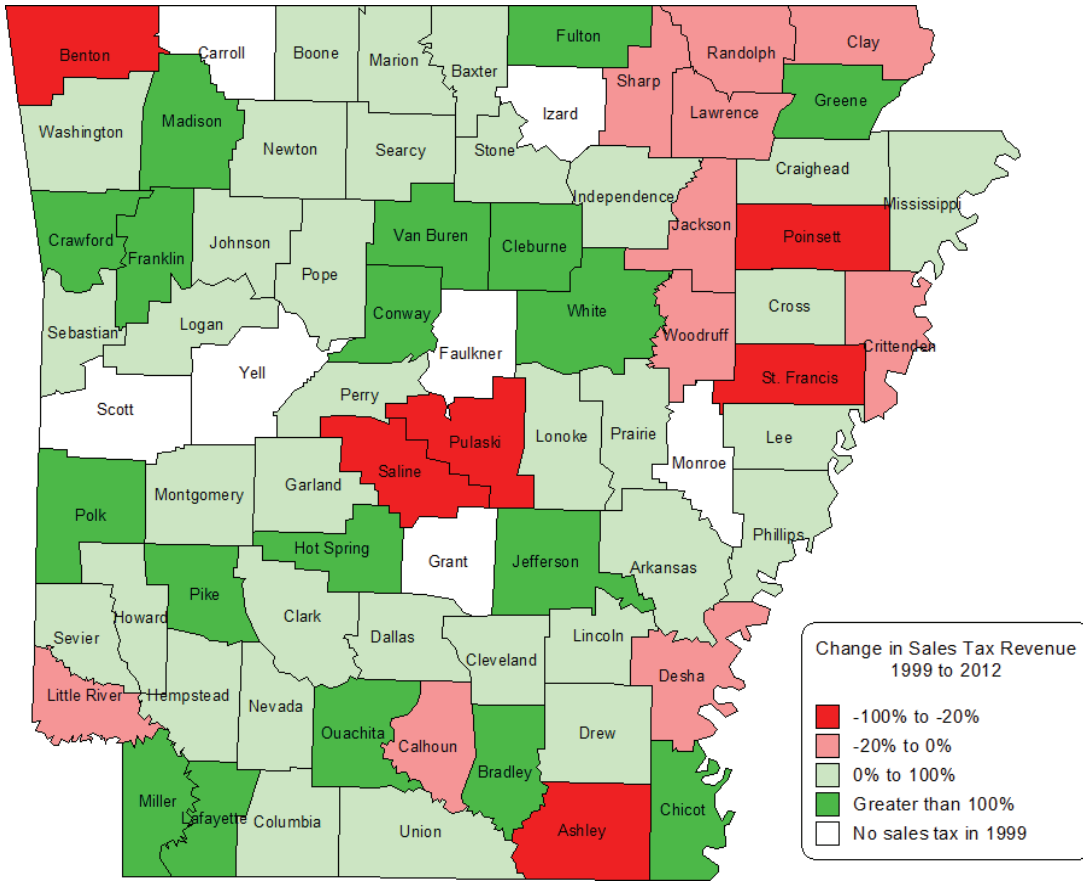 Benton
Carroll
Boone
Marion
Baxter
Fulton
Randolph
Clay
Sharp
Izard
Lawrence
Greene
Washington
Madison
Newton
Searcy
Stone
Independence
Craighead
Mississippi
Jackson
Poinsett
Crawford
Franklin
Johnson
Pope
Van Buren
Cleburne
White
Conway
Woodruff
Cross
Crittenden
Sebastian
Logan
Faulkner
Yell
St. Francis
Scott
Perry
Pulaski
Lonoke
Prairie
Lee
Saline
Monroe
Montgomery
Garland
Polk
Hot Spring
Grant
Jefferson
Arkansas
Phillips
Pike
Howard
Clark
Dallas
Lincoln
Sevier
Cleveland
Little River
Hempstead
Nevada
Desha
Ouachita
Calhoun
Bradley
Drew
Miller
Lafayette
Columbia
Union
Ashley
Chicot
Change in Sales Tax Revenue
1999 to 2012
-100% to -20%
-20% to 0%
0% to 100%
Greater than 100%
No sales tax in 1999